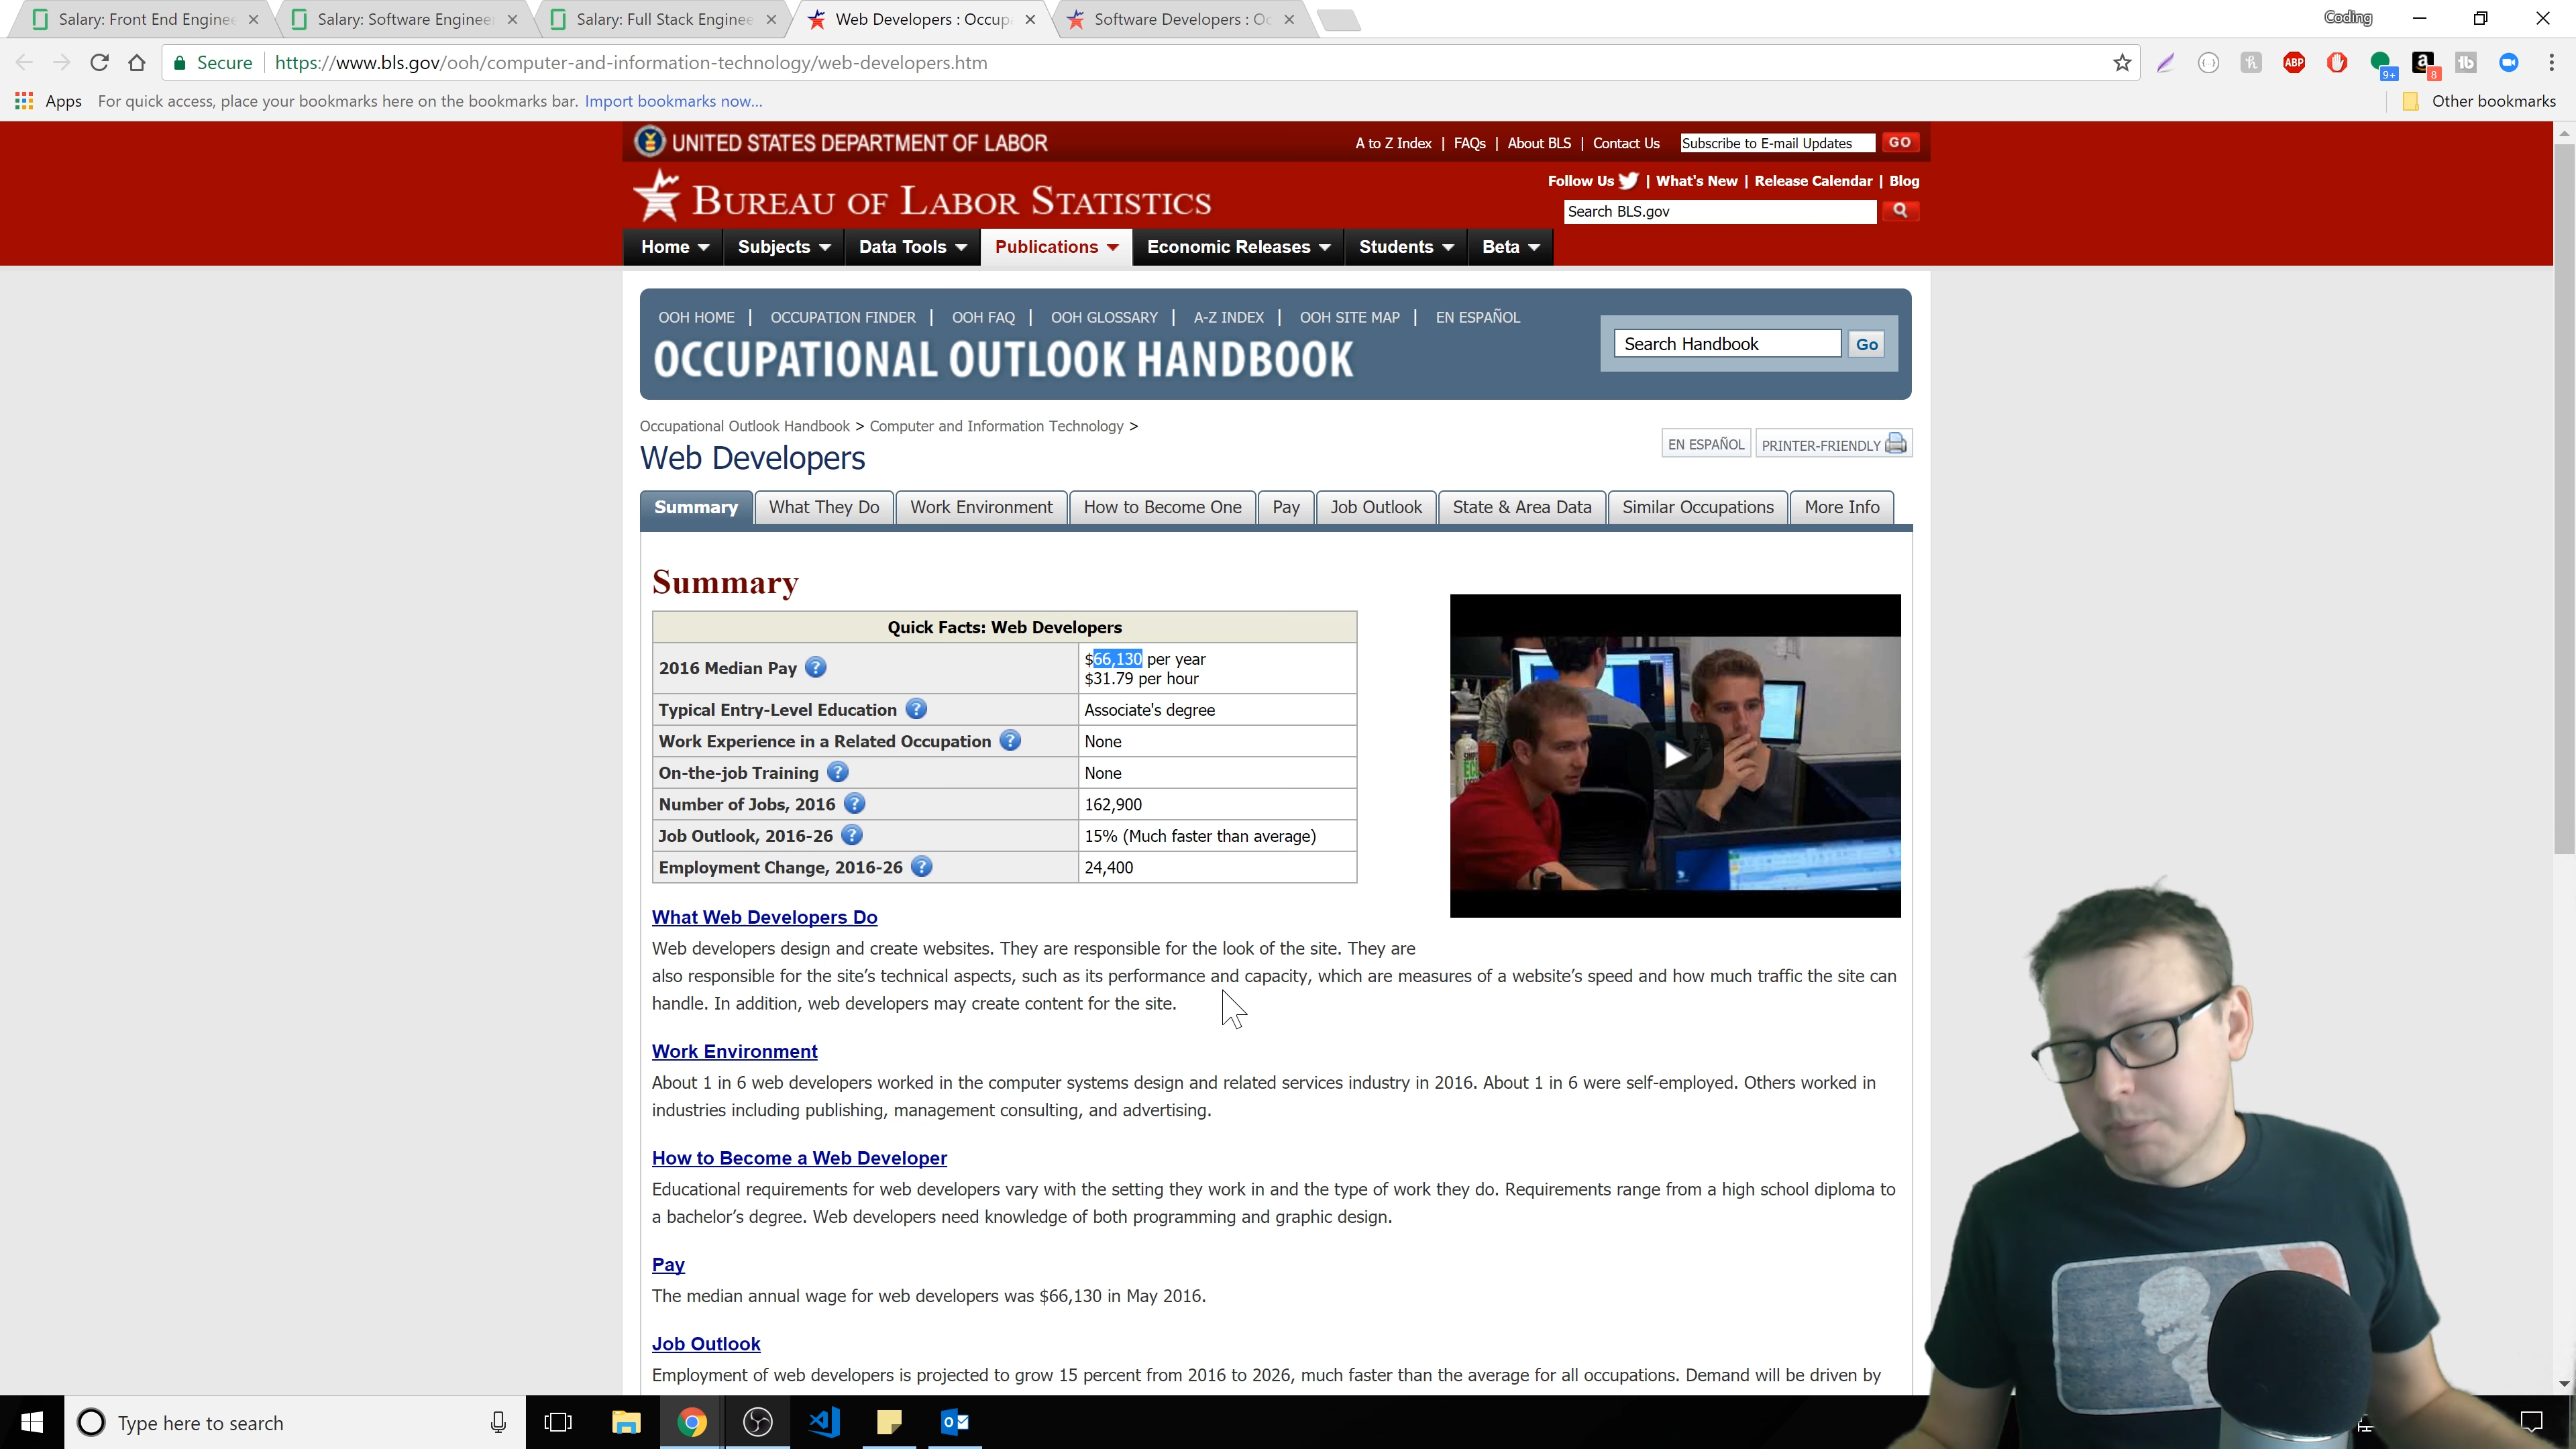 Salary: Front End Enginee
Salary: Software Enginee
Salary: Full Stack Enginee
Web Developers : Occup
Software Developers : Oc
Coding
Secure
https://www.bls.gov/ooh/computer-and-information-technology/web-developers.htm
ABP
9+
a
8
Apps
For quick access, place your bookmarks here on the bookmarks bar. Import bookmarks now...
Other bookmarks
UNITED STATES DEPARTMENT OF LABOR
A to Z Index | FAQs | About BLS | Contact Us
Subscribe to E-mail Updates
GO
BUREAU OF LABOR STATISTICS
Follow Us | What's New | Release Calendar | Blog
Search BLS.gov
Home
Subjects
Data Tools
Publications
Economic Releases
Students
Beta
OOH HOME | OCCUPATION FINDER | OOH FAQ | OOH GLOSSARY | A-Z INDEX | OOH SITE MAP | EN ESPAÑOL
OCCUPATIONAL OUTLOOK HANDBOOK
Search Handbook
Go
Occupational Outlook Handbook > Computer and Information Technology >
Web Developers
EN ESPAÑOL
PRINTER-FRIENDLY
Summary
What They Do
Work Environment
How to Become One
Pay
Job Outlook
State & Area Data
Similar Occupations
More Info
Summary
Quick Facts: Web Developers
2016 Median Pay
$66,130 per year
$31.79 per hour
Typical Entry-Level Education
Associate's degree
Work Experience in a Related Occupation
None
On-the-job Training
None
Number of Jobs, 2016
162,900
Job Outlook, 2016-26
15% (Much faster than average)
Employment Change, 2016-26
24,400
What Web Developers Do
Web developers design and create websites. They are responsible for the look of the site. They are
also responsible for the site’s technical aspects, such as its performance and capacity, which are measures of a website’s speed and how much traffic the site can
handle. In addition, web developers may create content for the site.
Work Environment
About 1 in 6 web developers worked in the computer systems design and related services industry in 2016. About 1 in 6 were self-employed. Others worked in
industries including publishing, management consulting, and advertising.
How to Become a Web Developer
Educational requirements for web developers vary with the setting they work in and the type of work they do. Requirements range from a high school diploma to
a bachelor’s degree. Web developers need knowledge of both programming and graphic design.
Pay
The median annual wage for web developers was $66,130 in May 2016.
Job Outlook
Employment of web developers is projected to grow 15 percent from 2016 to 2026, much faster than the average for all occupations. Demand will be driven by
Type here to search